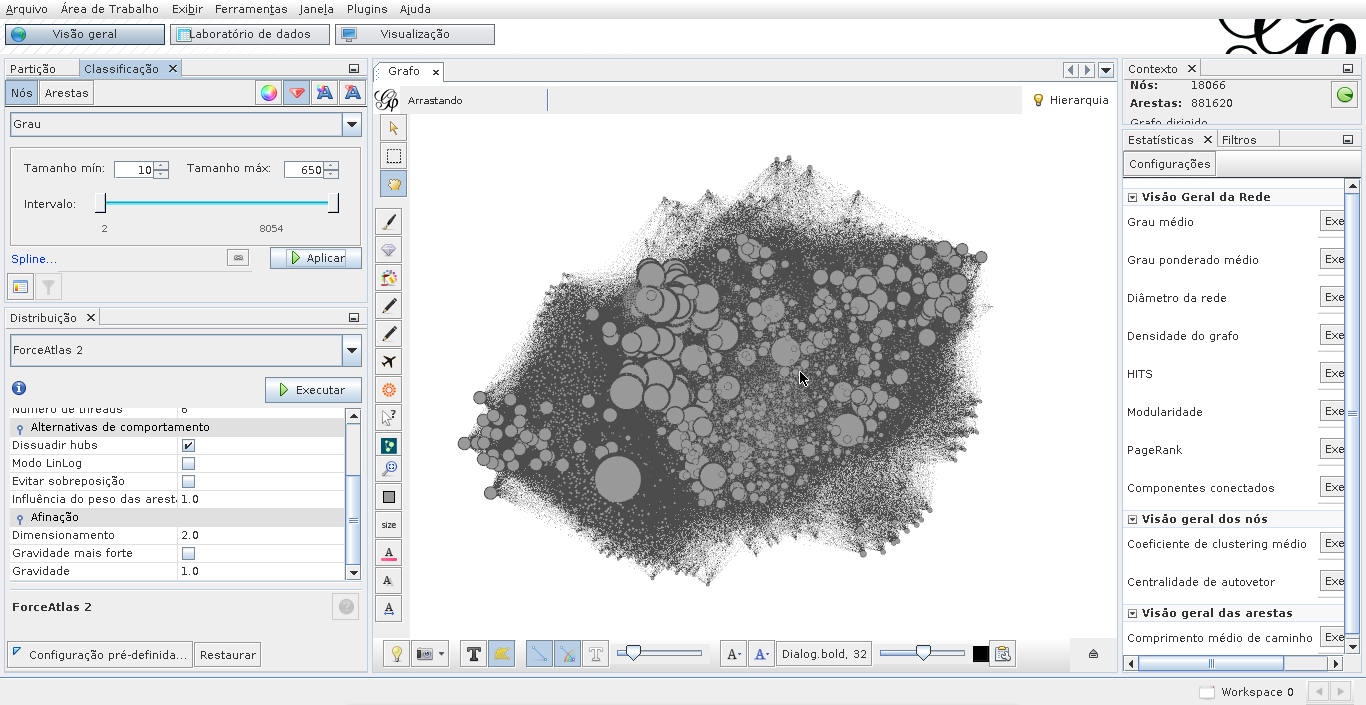 Arquivo Área de Trabalho Exibir Ferramentas Janela Plugins Ajuda
Visão geral Laboratório de dados Visualização
Partição Classificação
Nós Arestas
Grau
Tamanho mín: 10 Tamanho máx: 650
Intervalo:
2 8054
Spline... Aplicar
Distribuição
ForceAtlas 2
Executar
Número de threads 6
Alternativas de comportamento
Dissuadir hubs
Modo LinLog
Evitar sobreposição
Influência do peso das arest 1.0
Afinação
Dimensionamento 2.0
Gravidade mais forte
Gravidade 1.0
ForceAtlas 2
Configuração pré-definida... Restaurar
Grafo
Arrastando Hierarquia
size
A
A
A
T T A A Dialog.bold, 32
Contexto
Nós: 18066
Arestas: 881620
Grafo dirigido
Estatísticas Filtros
Configurações
Visão Geral da Rede
Grau médio Exe
Grau ponderado médio Exe
Diâmetro da rede Exe
Densidade do grafo Exe
HITS Exe
Modularidade Exe
PageRank Exe
Componentes conectados Exe
Visão geral dos nós
Coeficiente de clustering médio Exe
Centralidade de autovetor Exe
Visão geral das arestas
Comprimento médio de caminho Exe
Workspace 0